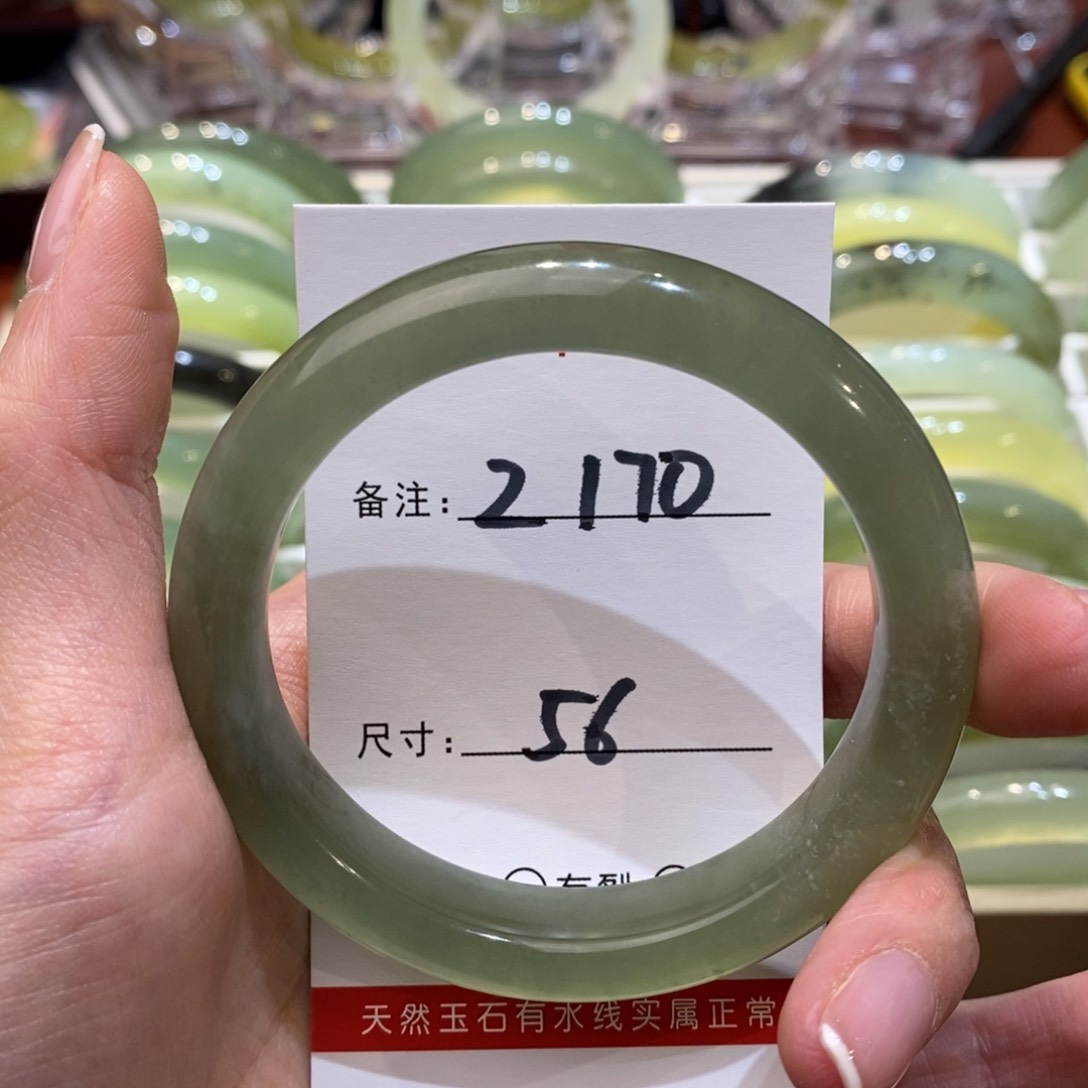 备注: 2170
尺寸: 56
天然玉石有水线实属正常